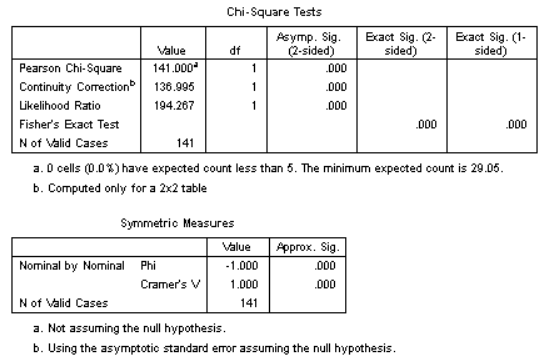 Chi-Square Tests
Value df Asymp. Sig. (2-sided) Exact Sig. (2-sided) Exact Sig. (1-sided)
Pearson Chi-Square 141.000a 1 .000
Continuity Correctionb 136.995 1 .000
Likelihood Ratio 194.267 1 .000
Fisher's Exact Test .000 .000
N of Valid Cases 141
a. 0 cells (0.0%) have expected count less than 5. The minimum expected count is 29.05.
b. Computed only for a 2x2 table
Symmetric Measures
Value Approx. Sig.
Nominal by Nominal Phi -1.000 .000
Cramer's V 1.000 .000
N of Valid Cases 141
a. Not assuming the null hypothesis.
b. Using the asymptotic standard error assuming the null hypothesis.